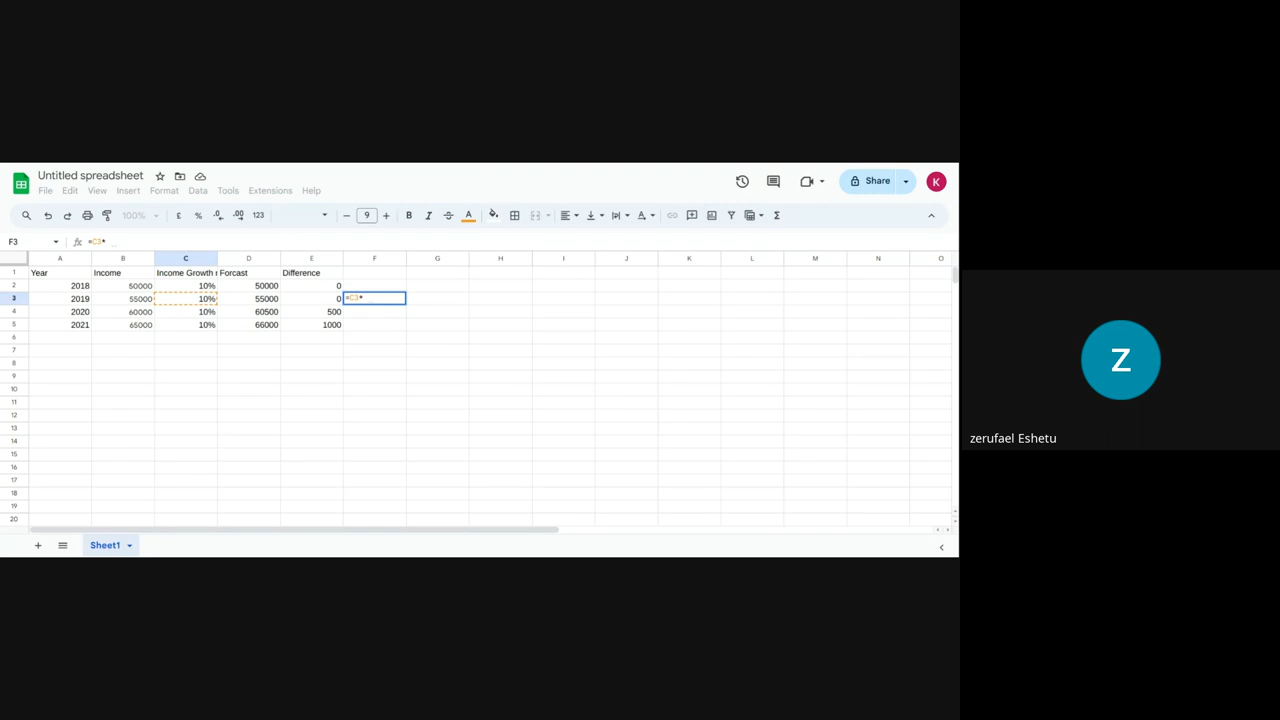 Untitled spreadsheet
File Edit View Insert Format Data Tools Extensions Help
Share
K
100% £ % .0 .00 123 9 B I S A
F3 fx =C3*
A B C D E F G H I J K L M N O
1 Year Income Income Growth Forcast Difference
2 2018 50000 10% 50000 0
3 2019 55000 10% 55000 0 =C3*
4 2020 60000 10% 60500 500
5 2021 65000 10% 66000 1000
6
7
8
9
10
11
12
13
14
15
16
17
18
19
20
Sheet1
Z
zerufael Eshetu